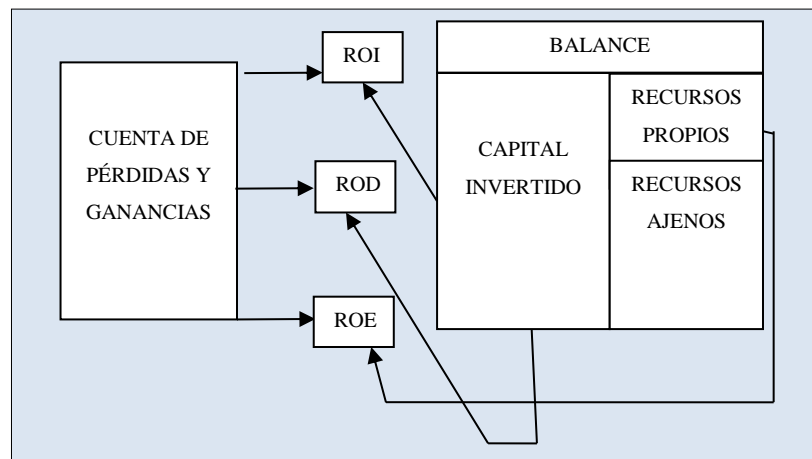 ROI
BALANCE
CUENTA DE
PÉRDIDAS Y
GANANCIAS
ROD
ROE
CAPITAL
INVERTIDO
RECURSOS
PROPIOS
RECURSOS
AJENOS